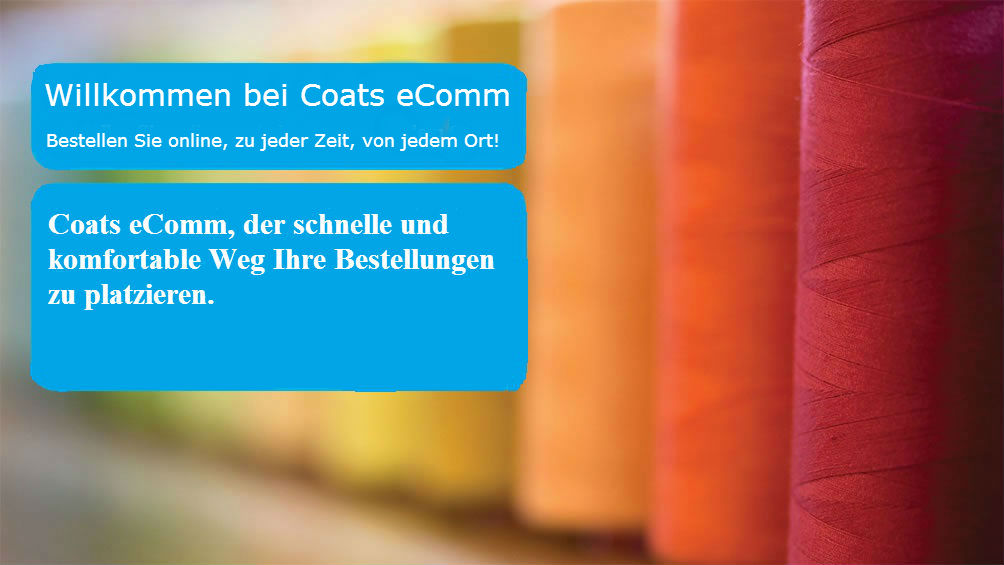 Willkommen bei Coats eComm
Bestellen Sie online, zu jeder Zeit, von jedem Ort!
Coats eComm, der schnelle und
komfortable Weg Ihre Bestellungen
zu platzieren.